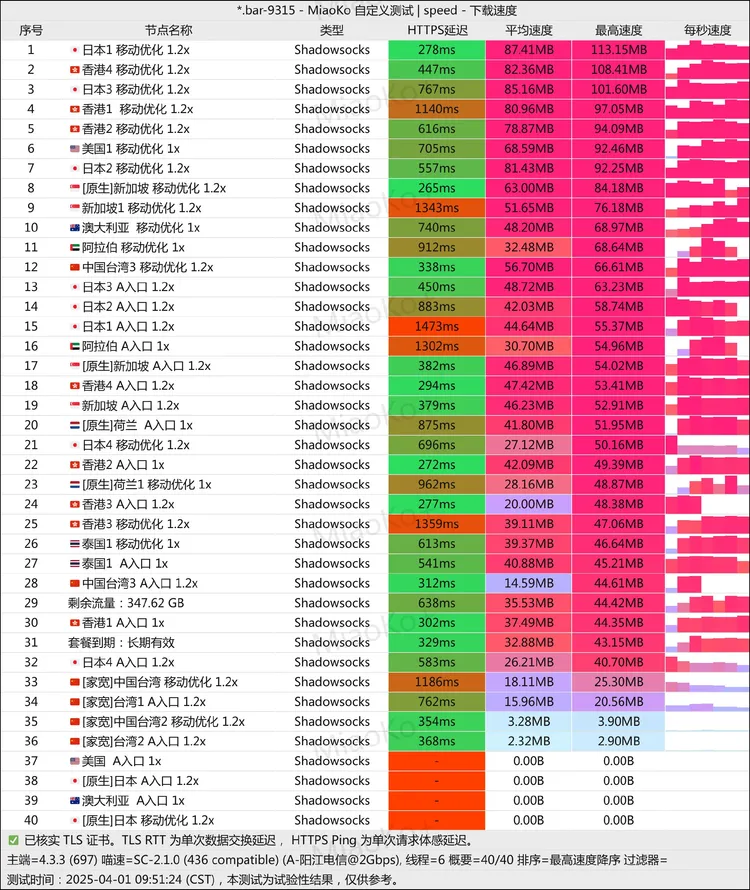 *.bar-9315 - MiaoKo 自定义测试 | speed - 下载速度
序号 节点名称 类型 HTTPS延迟 平均速度 最高速度 每秒速度
1 日本1 移动优化 1.2x Shadowsocks 278ms 87.41MB 113.15MB
2 香港4 移动优化 1.2x Shadowsocks 447ms 82.36MB 108.41MB
3 日本3 移动优化 1.2x Shadowsocks 767ms 85.16MB 101.60MB
4 香港1 移动优化 1.2x Shadowsocks 1140ms 80.96MB 97.05MB
5 香港2 移动优化 1.2x Shadowsocks 616ms 78.87MB 94.09MB
6 美国1 移动优化 1x Shadowsocks 705ms 68.59MB 92.46MB
7 日本2 移动优化 1.2x Shadowsocks 557ms 81.43MB 92.25MB
8 [原生]新加坡 移动优化 1.2x Shadowsocks 265ms 63.00MB 84.18MB
9 新加坡1 移动优化 1.2x Shadowsocks 1343ms 51.65MB 76.18MB
10 澳大利亚 移动优化 1x Shadowsocks 740ms 48.20MB 68.97MB
11 阿拉伯 移动优化 1x Shadowsocks 912ms 32.48MB 68.64MB
12 中国台湾3 移动优化 1.2x Shadowsocks 338ms 56.70MB 66.61MB
13 日本3 A入口 1.2x Shadowsocks 450ms 48.72MB 63.23MB
14 日本2 A入口 1.2x Shadowsocks 883ms 42.03MB 58.74MB
15 日本1 A入口 1.2x Shadowsocks 1473ms 44.64MB 55.37MB
16 阿拉伯 A入口 1x Shadowsocks 1302ms 30.70MB 54.96MB
17 [原生]新加坡 A入口 1.2x Shadowsocks 382ms 46.89MB 54.02MB
18 香港4 A入口 1.2x Shadowsocks 294ms 47.42MB 53.41MB
19 新加坡 A入口 1.2x Shadowsocks 379ms 46.23MB 52.91MB
20 [原生]荷兰 A入口 1x Shadowsocks 875ms 41.80MB 51.95MB
21 日本4 移动优化 1.2x Shadowsocks 696ms 27.12MB 50.16MB
22 香港2 A入口 1x Shadowsocks 272ms 42.09MB 49.39MB
23 [原生]荷兰1 移动优化 1x Shadowsocks 962ms 28.16MB 48.87MB
24 香港3 A入口 1.2x Shadowsocks 277ms 20.00MB 48.38MB
25 香港3 移动优化 1.2x Shadowsocks 1359ms 39.11MB 47.06MB
26 泰国1 移动优化 1x Shadowsocks 613ms 39.37MB 46.64MB
27 泰国1 A入口 1x Shadowsocks 541ms 40.88MB 45.21MB
28 中国台湾3 A入口 1.2x Shadowsocks 312ms 14.59MB 44.61MB
29 剩余流量：347.62 GB Shadowsocks 638ms 35.53MB 44.42MB
30 香港1 A入口 1x Shadowsocks 302ms 37.49MB 44.35MB
31 套餐到期：长期有效 Shadowsocks 329ms 32.88MB 43.15MB
32 日本4 A入口 1.2x Shadowsocks 583ms 26.21MB 40.70MB
33 [家宽]中国台湾 移动优化 1.2x Shadowsocks 1186ms 18.11MB 25.30MB
34 [家宽]台湾1 A入口 1.2x Shadowsocks 762ms 15.96MB 20.56MB
35 [家宽]中国台湾2 移动优化 1.2x Shadowsocks 354ms 3.28MB 3.90MB
36 [家宽]台湾2 A入口 1.2x Shadowsocks 368ms 2.32MB 2.90MB
37 美国 A入口 1x Shadowsocks - 0.00B 0.00B
38 [原生]日本 A入口 1.2x Shadowsocks - 0.00B 0.00B
39 澳大利亚 A入口 1x Shadowsocks - 0.00B 0.00B
40 [原生]日本 移动优化 1.2x Shadowsocks - 0.00B 0.00B
✅ 已核实 TLS 证书。TLS RTT 为单次数据交换延迟，HTTPS Ping 为单次请求体感延迟。
主端=4.3.3 (697) 喵速=SC-2.1.0 (436 compatible) (A-阳江电信@2Gbps), 线程=6 概要=40/40 排序=最高速度降序 过滤器=
测试时间：2025-04-01 09:51:24 (CST)，本测试为试验性结果，仅供参考。